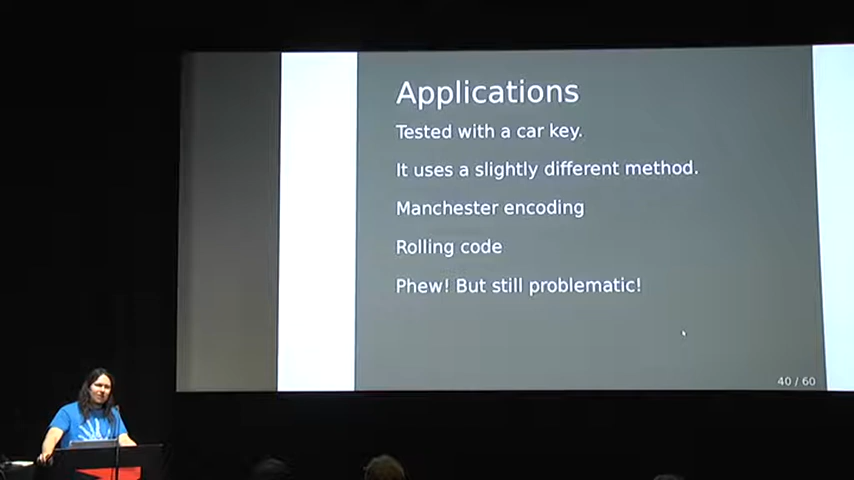 Applications
Tested with a car key.
It uses a slightly different method.
Manchester encoding
Rolling code
Phew! But still problematic!
40 / 60